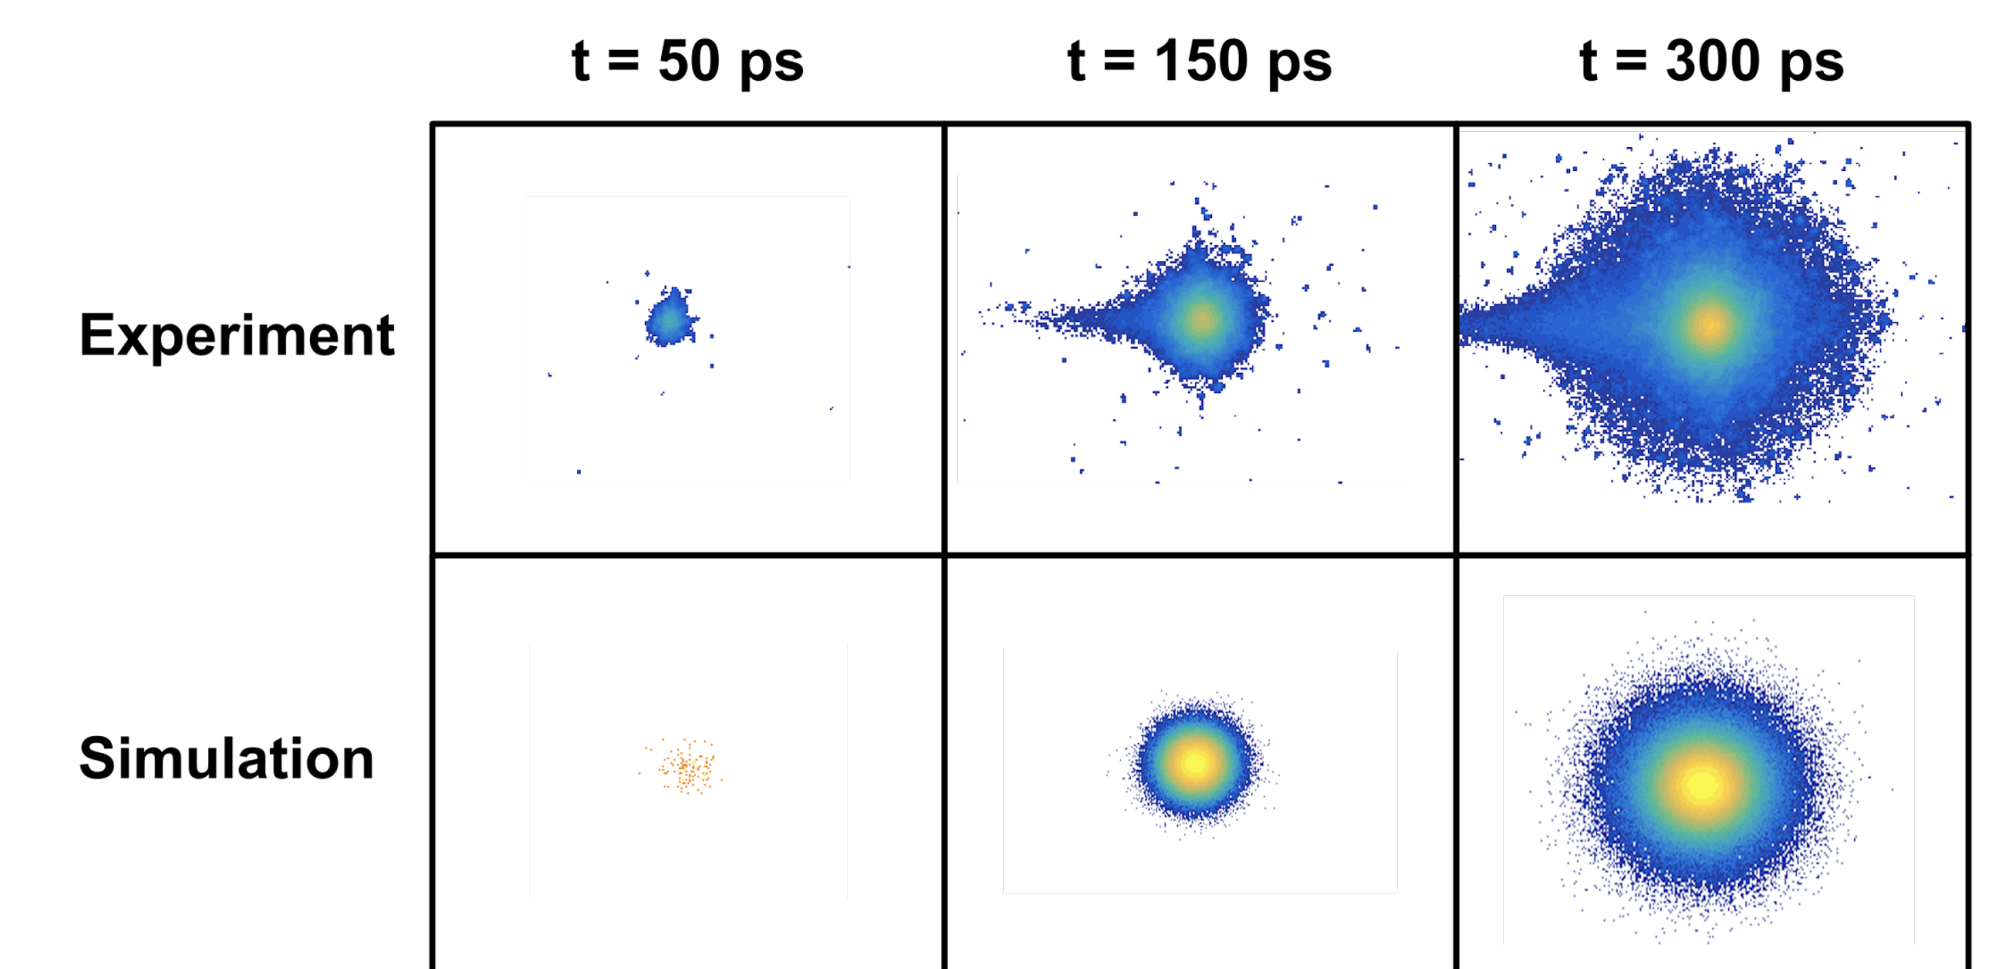 t = 50 ps
t = 150 ps
t = 300 ps
Experiment
Simulation